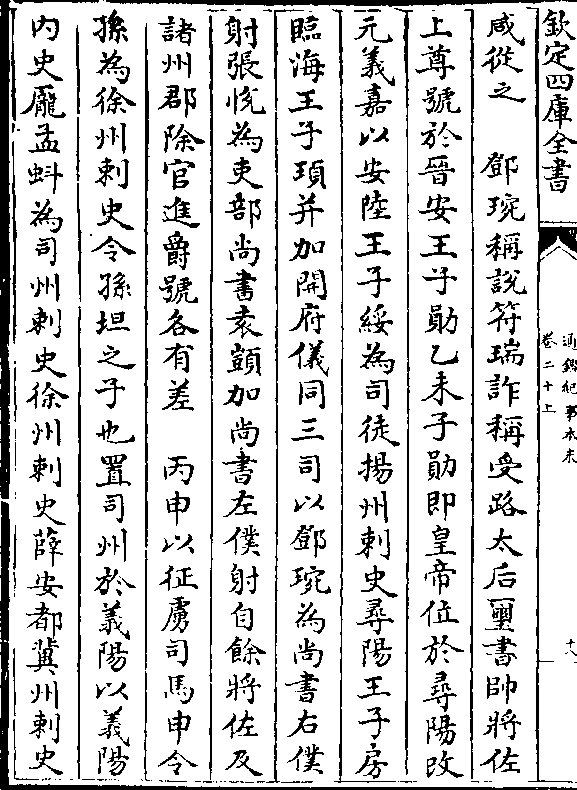 欽定四庫全書
通鑑紀事本末
卷二十上
咸從之　鄧琬稱說符瑞詐稱受路太后璽書帥將佐
上尊號於晉安王子勛乙未子勛即皇帝位於尋陽改
元義嘉以安陸王子綏為司徒揚州刺史尋陽王子房
臨海王子頊并加開府儀同三司以鄧琬為尚書右僕
射張悅為吏部尚書袁顗加尚書左僕射自餘將佐及
諸州郡除官進爵號各有差　丙申以征虜司馬申令
孫為徐州刺史令孫坦之子也置司州於義陽以義陽
內史龐孟蚪為司州刺史徐州刺史薛安都冀州刺史